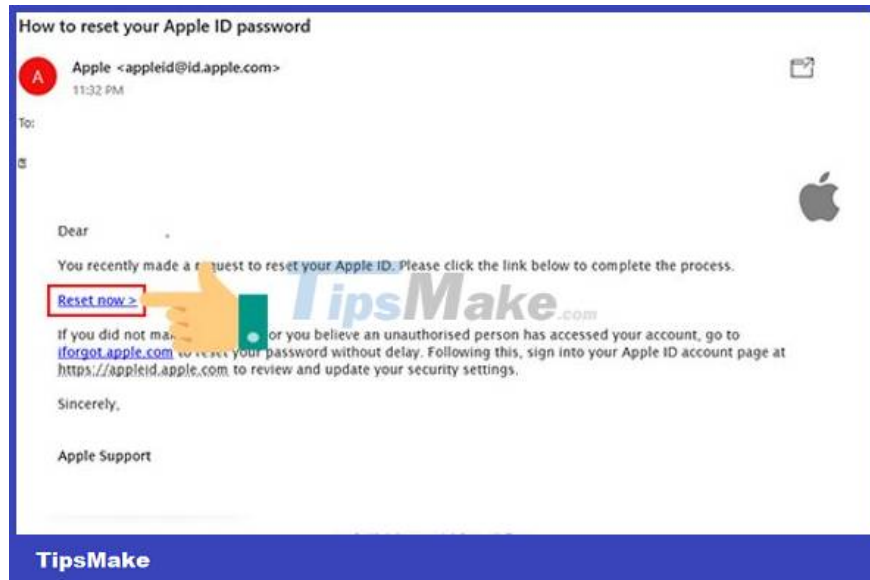 How to reset your Apple ID password
A
Apple <appleid@id.apple.com>
11:32 PM
To:
Dear ,
You recently made a request to reset your Apple ID. Please click the link below to complete the process.
Reset now >
If you did not or you believe an unauthorised person has accessed your account, go to
iforgot.apple.com to reset your password without delay. Following this, sign into your Apple ID account page at
https://appleid.apple.com to review and update your security settings.
Sincerely,
Apple Support
TipsMake.com
TipsMake